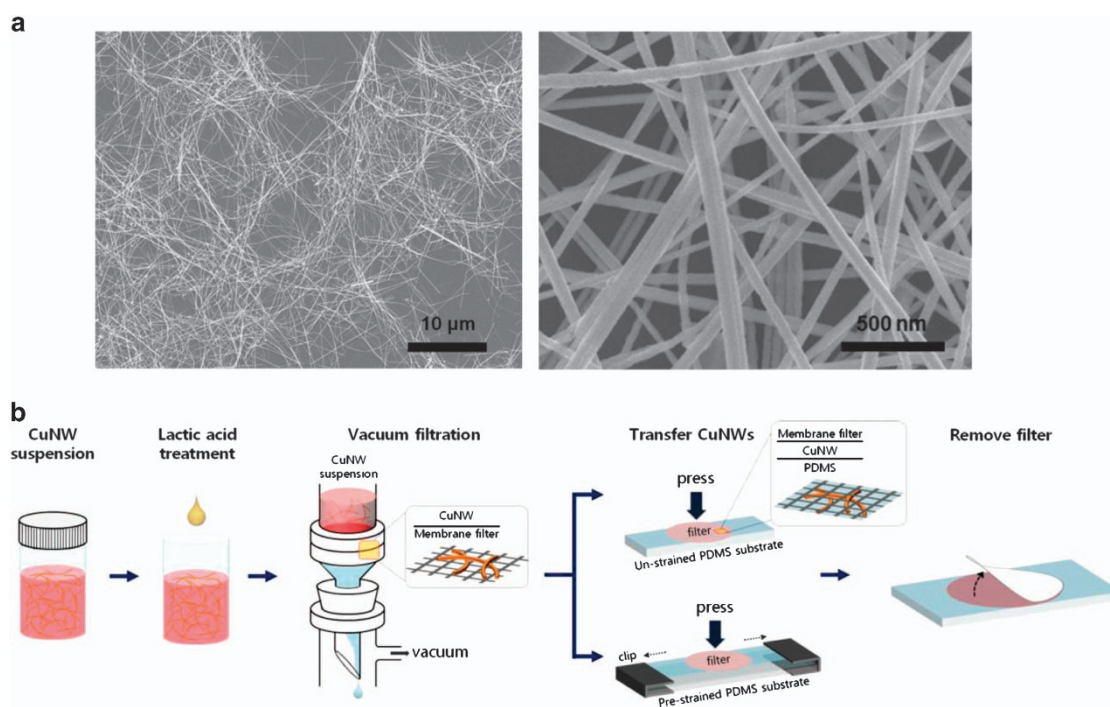 a
10 μm
500 nm
b
CuNW
suspension
Lactic acid
treatment
Vacuum filtration
CuNW
suspension
CuNW
Membrane filter
vacuum
Transfer CuNWs
press
filter
Un-strained PDMS substrate
Membrane filter
CuNW
PDMS
press
clip
filter
Pre-strained PDMS substrate
Remove filter